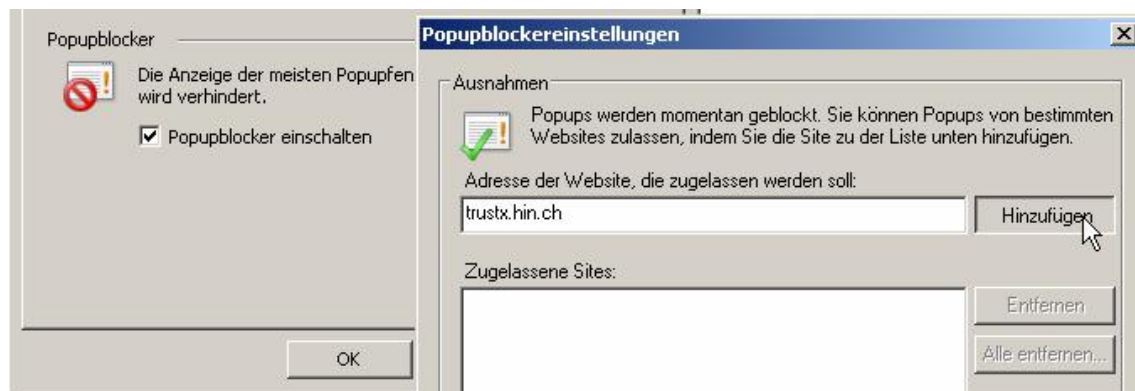 Popupblocker
Die Anzeige der meisten Popupfen
wird verhindert.
Popupblocker einschalten
OK
Popupblockereinstellungen
Ausnahmen
Popups werden momentan geblockt. Sie können Popups von bestimmten
Websites zulassen, indem Sie die Site zu der Liste unten hinzufügen.
Adresse der Website, die zugelassen werden soll:
trustx.hin.ch
Hinzufügen
Zugelassene Sites:
Entfernen
Alle entfernen...